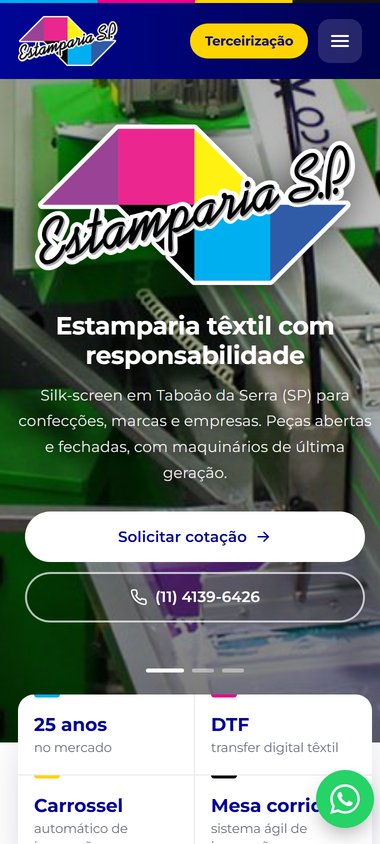 Estamparia S.P.
Terceirização
Estamparia S.P.
Estamparia têxtil com
responsabilidade
Silk-screen em Taboão da Serra (SP) para
confecções, marcas e empresas. Peças abertas
e fechadas, com maquinários de última
geração.
Solicitar cotação →
(11) 4139-6426
25 anos
no mercado
DTF
transfer digital têxtil
Carrossel
automático de
Mesa corrid
sistema ágil de